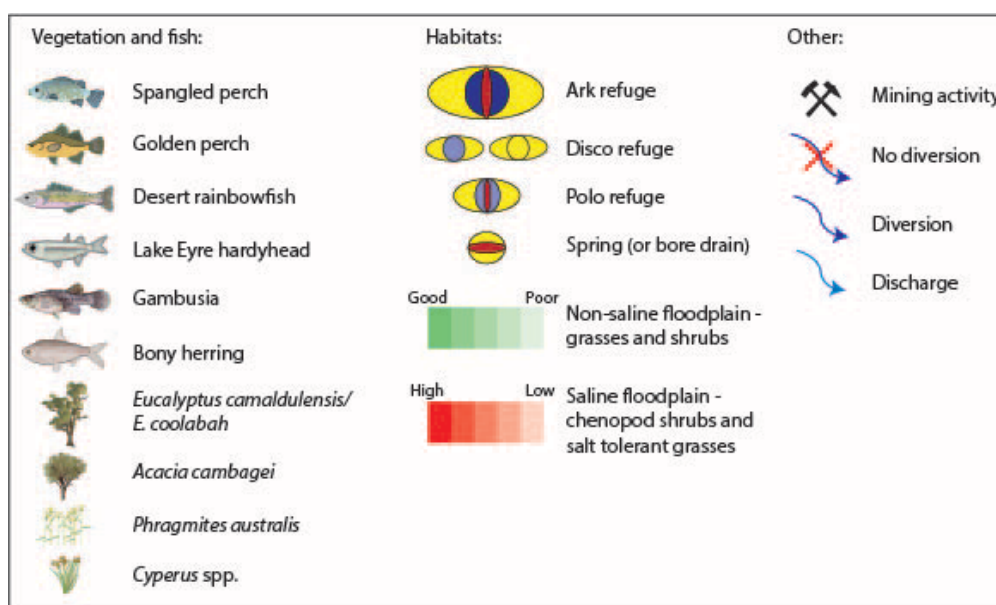 Vegetation and fish:
Spangled perch
Golden perch
Desert rainbowfish
Lake Eyre hardyhead
Gambusia
Bony herring
Eucalyptus camaldulensis/
E. coolabah
Acacia cambagei
Phragmites australis
Cyperus spp.
Habitats:
Ark refuge
Disco refuge
Polo refuge
Spring (or bore drain)
Good Poor
Non-saline floodplain -
grasses and shrubs
High Low
Saline floodplain -
chenopod shrubs and
salt tolerant grasses
Other:
Mining activity
No diversion
Diversion
Discharge